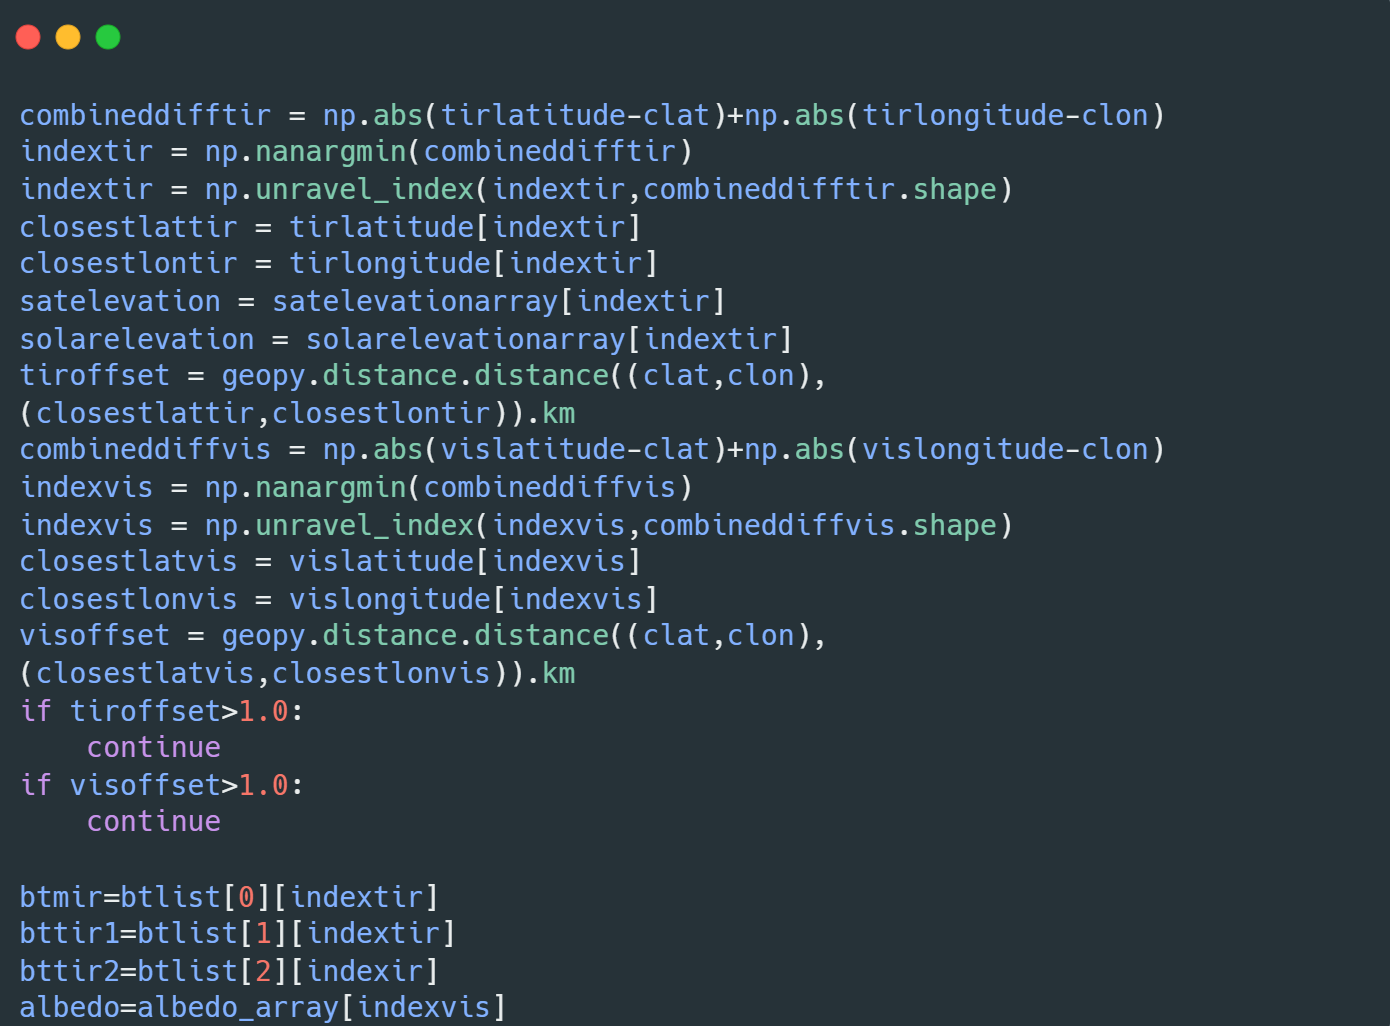 combineddifftir = np.abs(tirlatitude-clat)+np.abs(tirlongitude-clon)
indextir = np.nanargmin(combineddifftir)
indextir = np.unravel_index(indextir,combineddifftir.shape)
closestlattir = tirlatitude[indextir]
closestlontir = tirlongitude[indextir]
satelevation = satelevationarray[indextir]
solarelevation = solarelevationarray[indextir]
tiroffset = geopy.distance.distance((clat,clon),
(closestlattir,closestlontir)).km
combineddiffvis = np.abs(vislatitude-clat)+np.abs(vislongitude-clon)
indexvis = np.nanargmin(combineddiffvis)
indexvis = np.unravel_index(indexvis,combineddiffvis.shape)
closestlatvis = vislatitude[indexvis]
closestlonvis = vislongitude[indexvis]
visoffset = geopy.distance.distance((clat,clon),
(closestlatvis,closestlonvis)).km
if tiroffset>1.0:
    continue
if visoffset>1.0:
    continue

btmir=btlist[0][indextir]
bttir1=btlist[1][indextir]
bttir2=btlist[2][indexir]
albedo=albedo_array[indexvis]